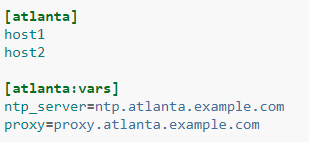 [atlanta]
host1
host2

[atlanta:vars]
ntp_server=ntp.atlanta.example.com
proxy=proxy.atlanta.example.com